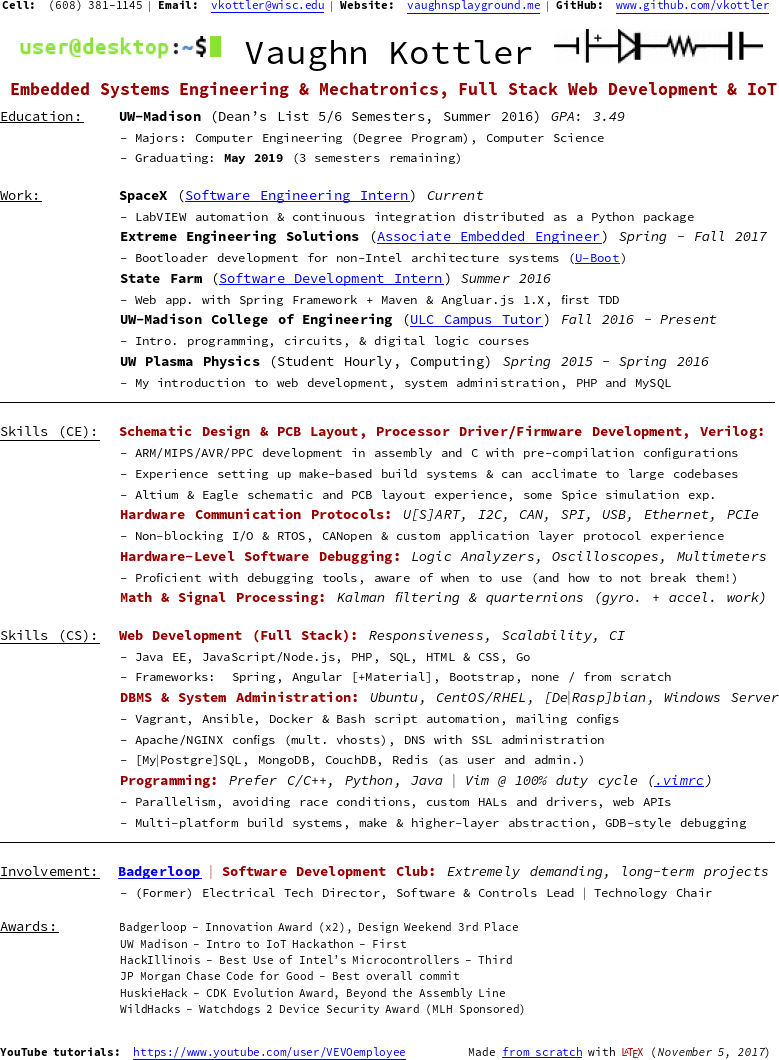 Cell: (608) 381-1145 | Email: vkottler@wisc.edu | Website: vaughnsplayground.me | GitHub: www.github.com/vkottler
user@desktop:~$ Vaughn Kottler
Embedded Systems Engineering & Mechatronics, Full Stack Web Development & IoT
Education: UW-Madison (Dean's List 5/6 Semesters, Summer 2016) GPA: 3.49
- Majors: Computer Engineering (Degree Program), Computer Science
- Graduating: May 2019 (3 semesters remaining)
Work: SpaceX (Software Engineering Intern) Current
- LabVIEW automation & continuous integration distributed as a Python package
Extreme Engineering Solutions (Associate Embedded Engineer) Spring - Fall 2017
- Bootloader development for non-Intel architecture systems (U-Boot)
State Farm (Software Development Intern) Summer 2016
- Web app. with Spring Framework + Maven & Angluar.js 1.X, first TDD
UW-Madison College of Engineering (ULC Campus Tutor) Fall 2016 - Present
- Intro. programming, circuits, & digital logic courses
UW Plasma Physics (Student Hourly, Computing) Spring 2015 - Spring 2016
- My introduction to web development, system administration, PHP and MySQL
Skills (CE): Schematic Design & PCB Layout, Processor Driver/Firmware Development, Verilog:
- ARM/MIPS/AVR/PPC development in assembly and C with pre-compilation configurations
- Experience setting up make-based build systems & can acclimate to large codebases
- Altium & Eagle schematic and PCB layout experience, some Spice simulation exp.
Hardware Communication Protocols: U[S]ART, I2C, CAN, SPI, USB, Ethernet, PCIe
- Non-blocking I/O & RTOS, CANopen & custom application layer protocol experience
Hardware-Level Software Debugging: Logic Analyzers, Oscilloscopes, Multimeters
- Proficient with debugging tools, aware of when to use (and how to not break them!)
Math & Signal Processing: Kalman filtering & quarternions (gyro. + accel. work)
Skills (CS): Web Development (Full Stack): Responsiveness, Scalability, CI
- Java EE, JavaScript/Node.js, PHP, SQL, HTML & CSS, Go
- Frameworks: Spring, Angular [+Material], Bootstrap, none / from scratch
DBMS & System Administration: Ubuntu, CentOS/RHEL, [De|Rasp]bian, Windows Server
- Vagrant, Ansible, Docker & Bash script automation, mailing configs
- Apache/NGINX configs (mult. vhosts), DNS with SSL administration
- [My|Postgre]SQL, MongoDB, CouchDB, Redis (as user and admin.)
Programming: Prefer C/C++, Python, Java | Vim @ 100% duty cycle (.vimrc)
- Parallelism, avoiding race conditions, custom HALs and drivers, web APIs
- Multi-platform build systems, make & higher-layer abstraction, GDB-style debugging
Involvement: Badgerloop | Software Development Club: Extremely demanding, long-term projects
- (Former) Electrical Tech Director, Software & Controls Lead | Technology Chair
Awards: Badgerloop - Innovation Award (x2), Design Weekend 3rd Place
UW Madison - Intro to IoT Hackathon - First
HackIllinois - Best Use of Intel's Microcontrollers - Third
JP Morgan Chase Code for Good - Best overall commit
HuskieHack - CDK Evolution Award, Beyond the Assembly Line
WildHacks - Watchdogs 2 Device Security Award (MLH Sponsored)
YouTube tutorials: https://www.youtube.com/user/VEVOemployee Made from scratch with LATEX (November 5, 2017)